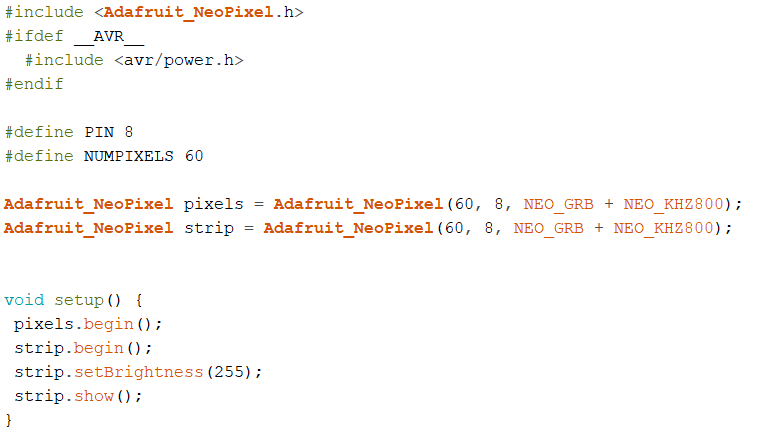 #include <Adafruit_NeoPixel.h>
#ifdef __AVR__
  #include <avr/power.h>
#endif

#define PIN 8
#define NUMPIXELS 60

Adafruit_NeoPixel pixels = Adafruit_NeoPixel(60, 8, NEO_GRB + NEO_KHZ800);
Adafruit_NeoPixel strip = Adafruit_NeoPixel(60, 8, NEO_GRB + NEO_KHZ800);


void setup() {
 pixels.begin();
 strip.begin();
 strip.setBrightness(255);
 strip.show();
}